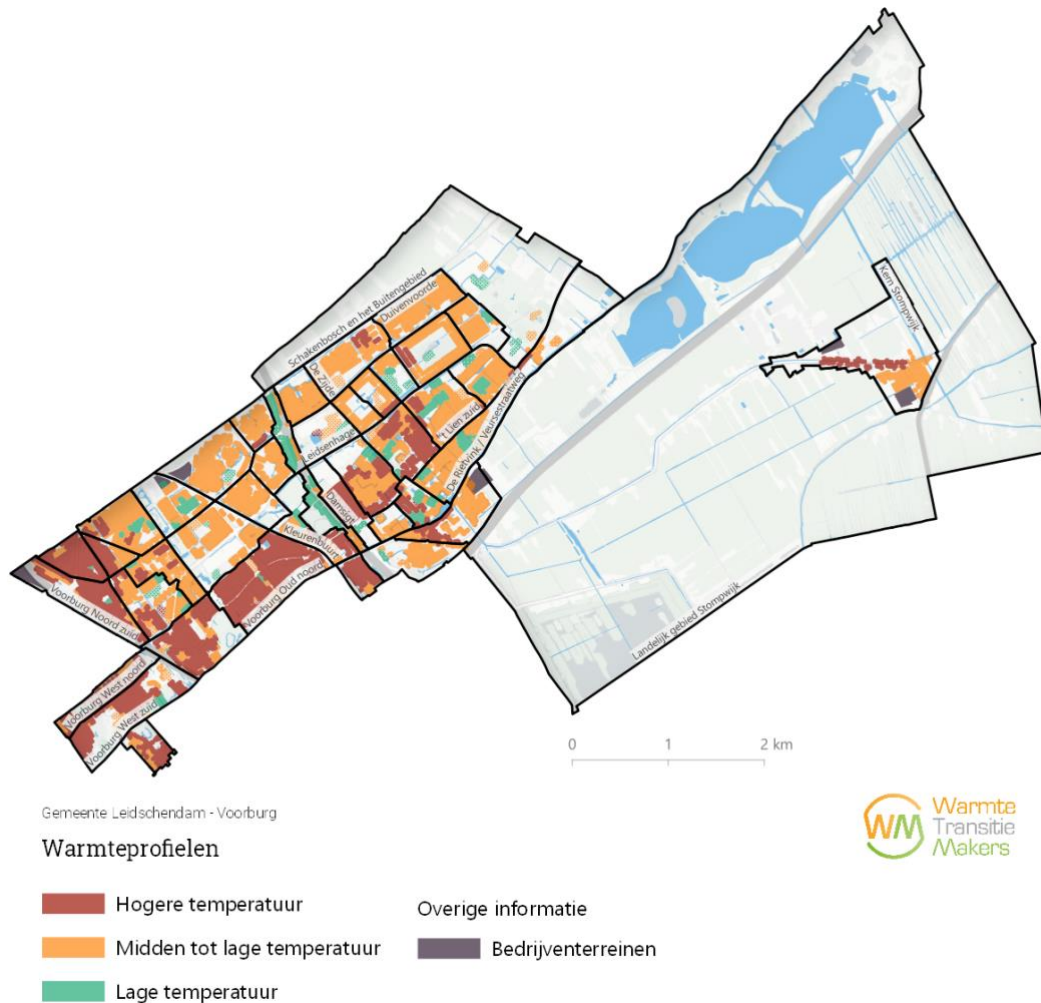 Schakenbosch en het Buitengebied
Duivenvoorde
De Zijde
Leidsenhage
't Lien zuid
De Rietvink / Veursestraatweg
Damsigt
Kleurenbuurt
Voorburg Oud noord
Voorburg Noord zuid
Voorburg West noord
Voorburg West zuid
Kern Stompwijk
Landelijk gebied Stompwijk
0 1 2 km
Gemeente Leidschendam - Voorburg
Warmteprofielen
Hogere temperatuur
Midden tot lage temperatuur
Lage temperatuur
Overige informatie
Bedrijventerreinen
WM
Warmte
Transitie
Makers